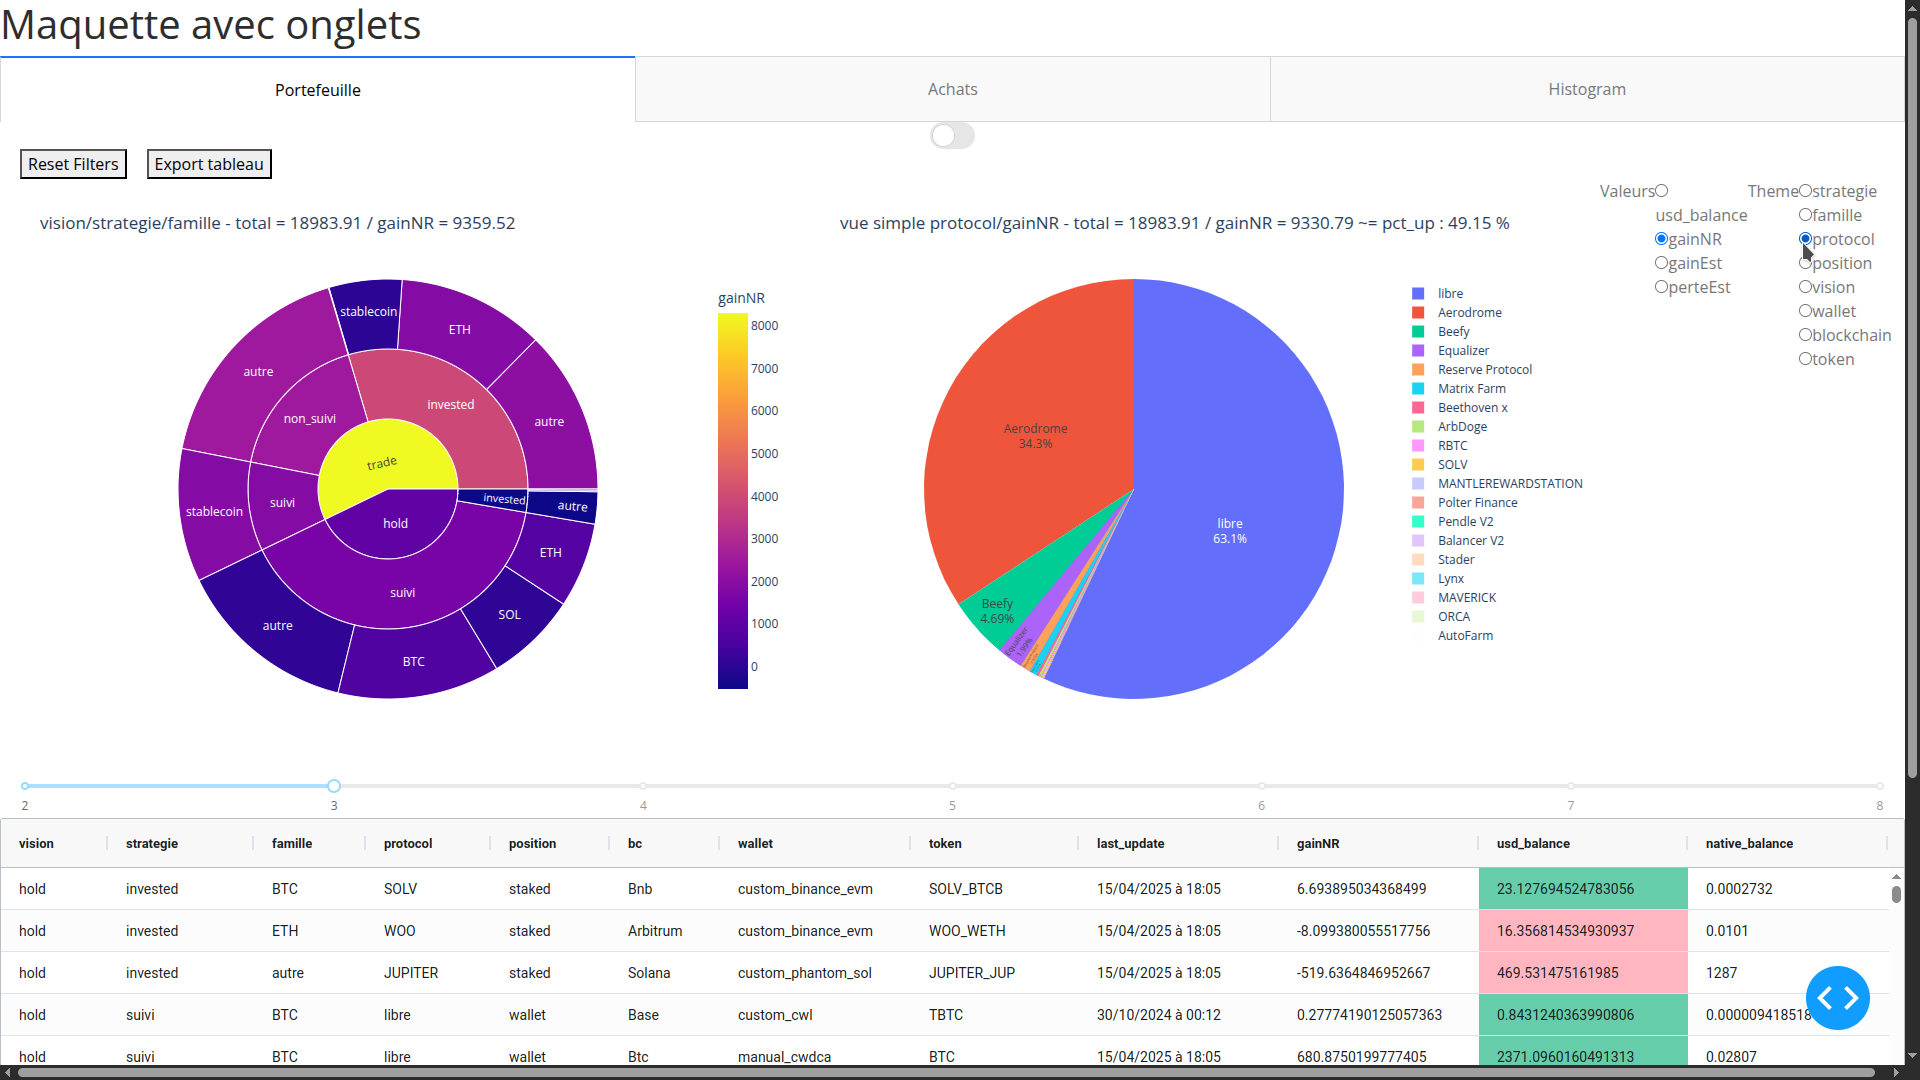 Maquette avec onglets
Portefeuille
Achats
Histogram
Reset Filters
Export tableau
Valeurs
usd_balance
gainNR
gainEst
perteEst
Theme
strategie
famille
protocol
position
vision
wallet
blockchain
token
vision/strategie/famille - total = 18983.91 / gainNR = 9359.52
stablecoin
ETH
autre
autre
non_suivi
invested
trade
suivi
stablecoin
hold
invested
autre
ETH
suivi
SOL
autre
BTC
gainNR
8000
7000
6000
5000
4000
3000
2000
1000
0
vue simple protocol/gainNR - total = 18983.91 / gainNR = 9330.79 ~= pct_up : 49.15 %
Aerodrome
34.3%
libre
63.1%
Beefy
4.69%
Equalizer
libre
Aerodrome
Beefy
Equalizer
Reserve Protocol
Matrix Farm
Beethoven x
ArbDoge
RBTC
SOLV
MANTLEREWARDSTATION
Polter Finance
Pendle V2
Balancer V2
Stader
Lynx
MAVERICK
ORCA
AutoFarm
2 3 4 5 6 7 8
vision strategie famille protocol position bc wallet token last_update gainNR usd_balance native_balance
hold invested BTC SOLV staked Bnb custom_binance_evm SOLV_BTCB 15/04/2025 à 18:05 6.693895034368499 23.127694524783056 0.0002732
hold invested ETH WOO staked Arbitrum custom_binance_evm WOO_WETH 15/04/2025 à 18:05 -8.099380055517756 16.356814534930937 0.0101
hold invested autre JUPITER staked Solana custom_phantom_sol JUPITER_JUP 15/04/2025 à 18:05 -519.6364846952667 469.531475161985 1287
hold suivi BTC libre wallet Base custom_cwl TBTC 30/10/2024 à 00:12 0.27774190125057363 0.8431240363990806 0.000009418518
hold suivi BTC libre wallet Btc manual_cwdca BTC 15/04/2025 à 18:05 680.8750199777405 2371.0960160491313 0.02807